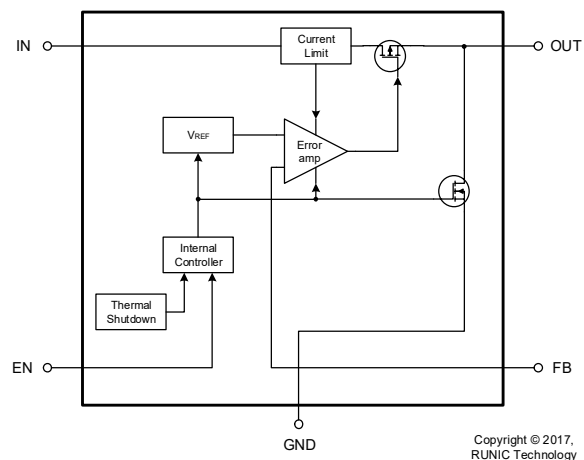 IN
Current
Limit
OUT
VREF
Error
amp
Internal
Controller
Thermal
Shutdown
EN
FB
GND
Copyright © 2017,
RUNIC Technology